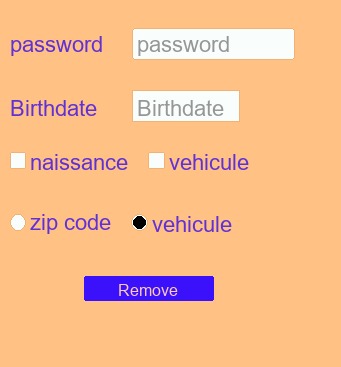 password password
Birthdate Birthdate
naissance vehicule
zip code vehicule
Remove